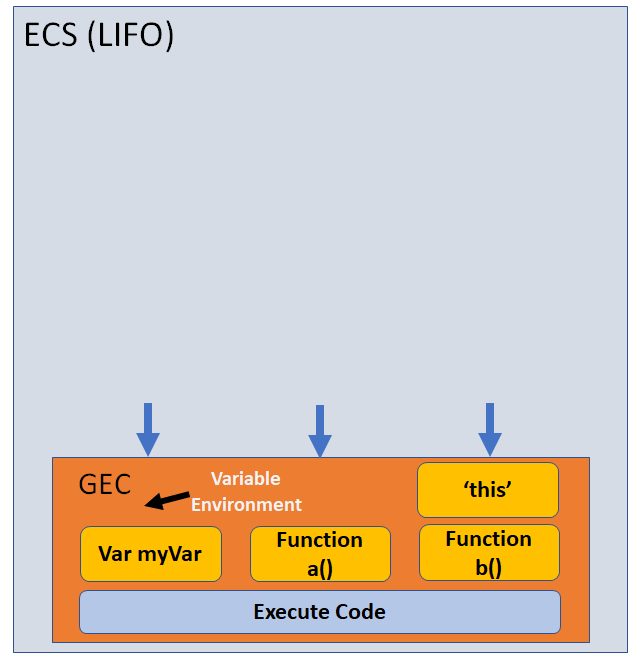 ECS (LIFO)
GEC
Variable
Environment
‘this’
Var myVar
Function
a()
Function
b()
Execute Code